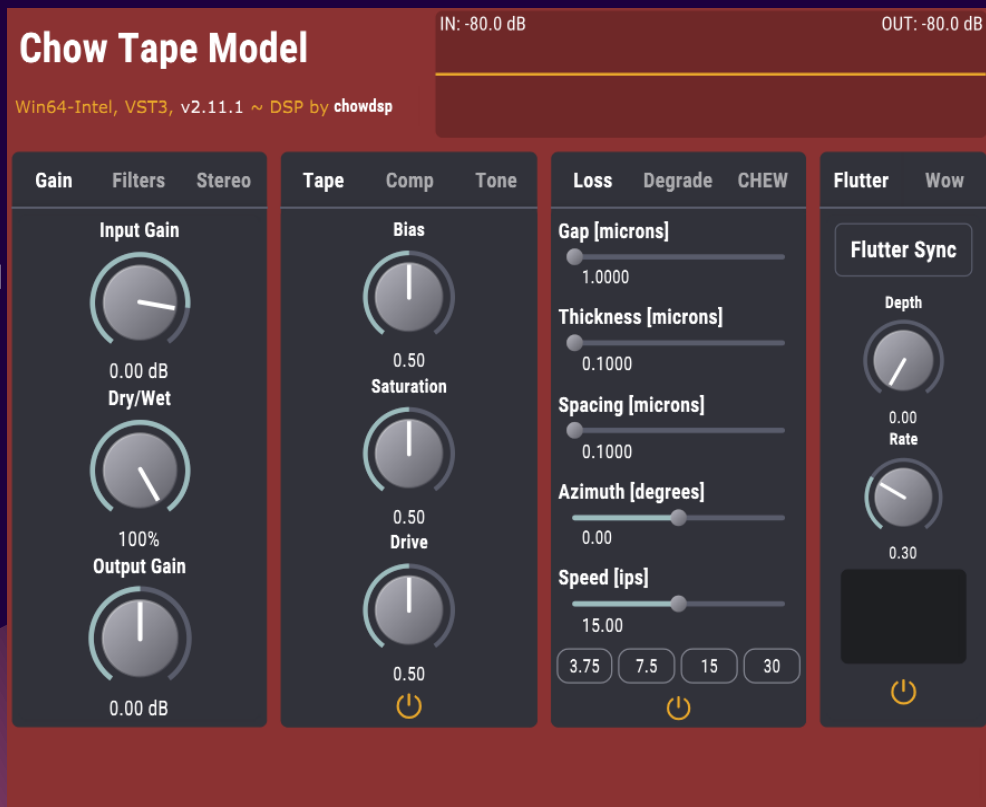 Chow Tape Model
IN: -80.0 dB
OUT: -80.0 dB
Win64-Intel, VST3, v2.11.1 ~ DSP by chowdsp
Gain Filters Stereo
Input Gain
0.00 dB
Dry/Wet
100%
Output Gain
0.00 dB
Tape Comp Tone
Bias
0.50
Saturation
0.50
Drive
0.50
Loss Degrade CHEW
Gap [microns]
1.0000
Thickness [microns]
0.1000
Spacing [microns]
0.1000
Azimuth [degrees]
0.00
Speed [ips]
15.00
3.75 7.5 15 30
Flutter Wow
Flutter Sync
Depth
0.00
Rate
0.30